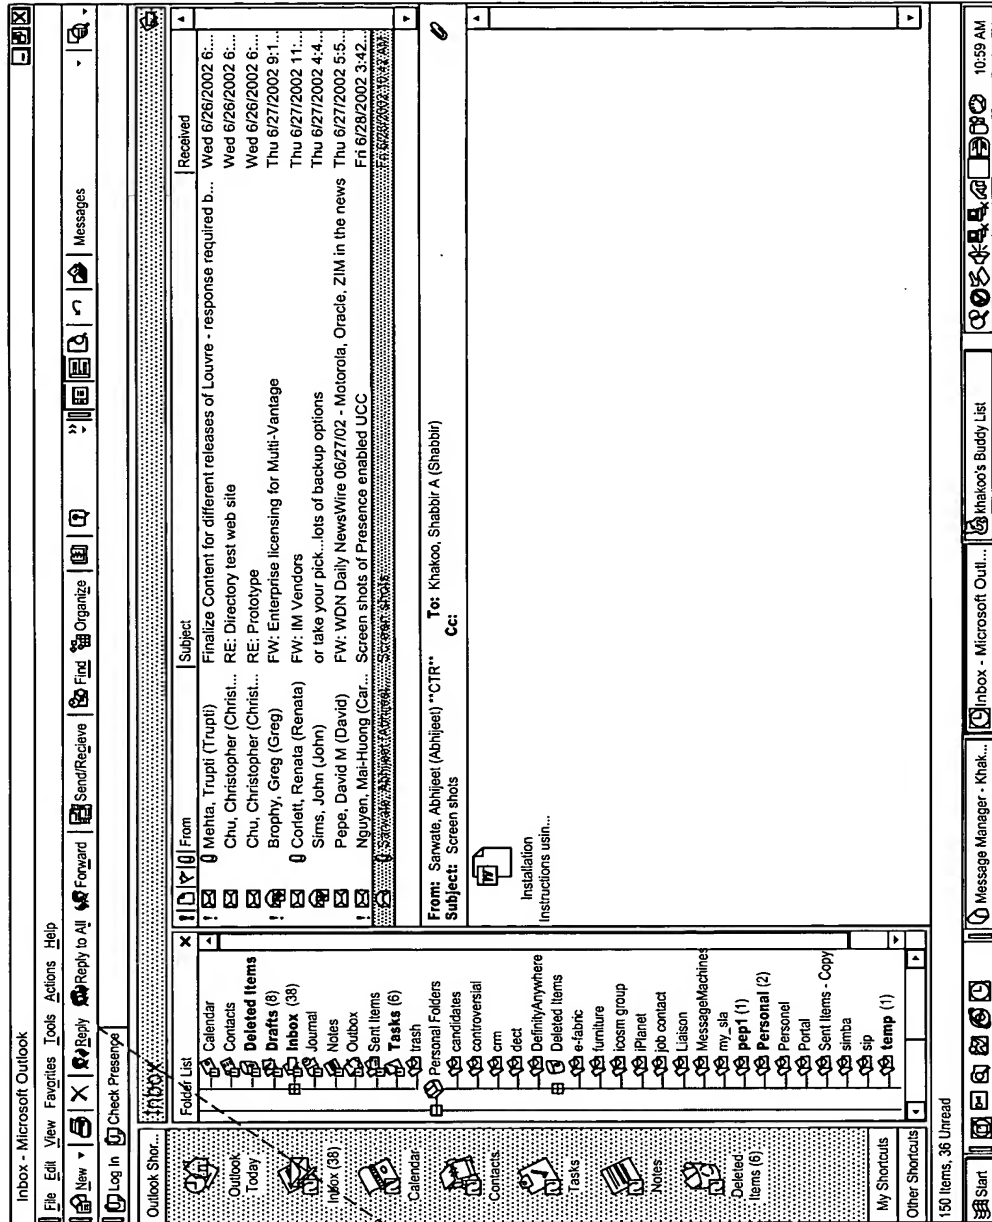 Inbox - Microsoft Outlook
File Edit View Favorites Tools Actions Help
New Reply Reply to All Forward Send/Recieve Find Organize Messages
Log In Check Presence
Outlook Shor...
Inbox
Outlook Today
Inbox (38)
Calendar
Contacts
Tasks
Notes
Deleted Items (6)
My Shortcuts
Other Shortcuts
Folder List
Calendar
Contacts
Deleted Items
Drafts (8)
Inbox (38)
Journal
Notes
Outbox
Sent Items
Tasks (6)
trash
Personal Folders
candidates
controversial
crm
dect
DefinityAnywhere
Deleted Items
e-fabric
furniture
icosm group
iPlanet
job contact
Liaison
MessageMachines
my_sla
pep1 (1)
Personal (2)
Personel
Portal
Sent Items - Copy
simba
sip
temp (1)
From Subject Received
Mehta, Trupti (Trupti) Finalize Content for different releases of Louvre - response required b... Wed 6/26/2002 6:...
Chu, Christopher (Christ... RE: Directory test web site Wed 6/26/2002 6:...
Chu, Christopher (Christ... RE: Prototype Wed 6/26/2002 6:...
Brophy, Greg (Greg) FW: Enterprise licensing for Multi-Vantage Thu 6/27/2002 9:1...
Corlett, Renata (Renata) FW: IM Vendors Thu 6/27/2002 11:...
Sims, John (John) or take your pick...lots of backup options Thu 6/27/2002 4:4...
Pepe, David M (David) FW: WDN Daily NewsWire 06/27/02 - Motorola, Oracle, ZIM in the news Thu 6/27/2002 5:5...
Nguyen, Mai-Huong (Car... Screen shots of Presence enabled UCC Fri 6/28/2002 3:42...
Sarwate, Abhijeet (Abhijeet... Screen shots Fri 6/28/2002 10:42 AM
From: Sarwate, Abhijeet (Abhijeet) **CTR** To: Khakoo, Shabbir A (Shabbir)
Subject: Screen shots Cc:
Installation
Instructions usin...
150 Items, 36 Unread
Start Message Manager - Khak... Inbox - Microsoft Outl... khakoo's Buddy List 10:59 AM